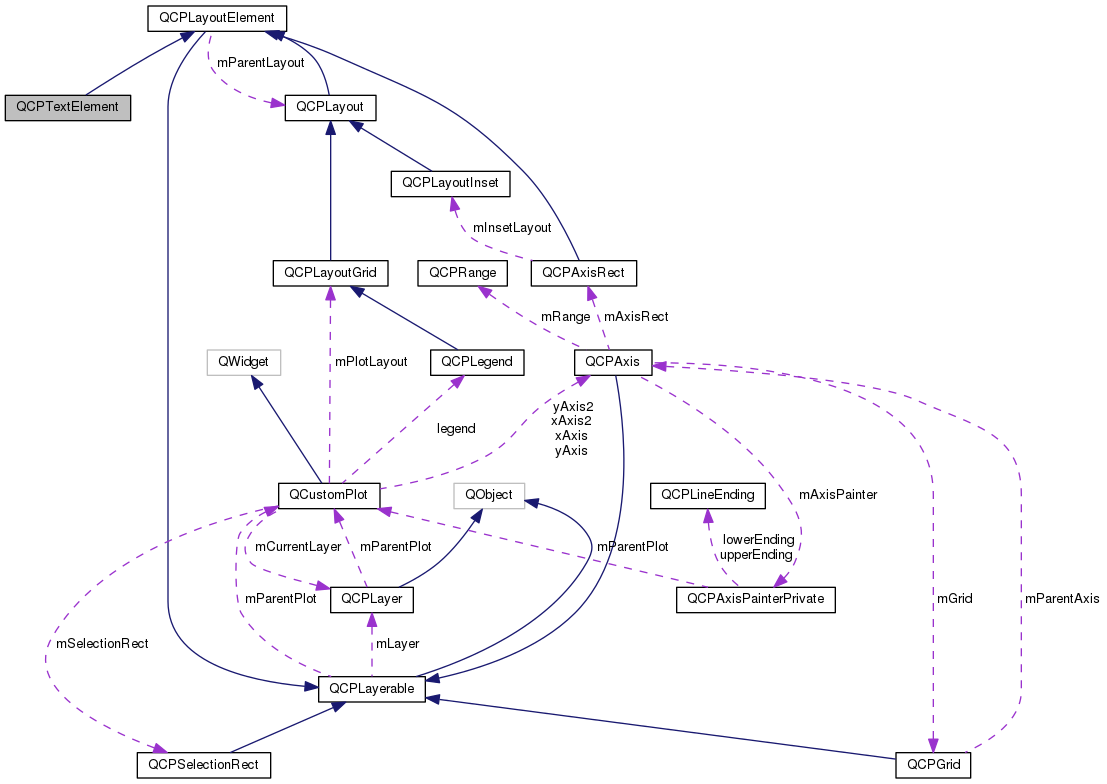 QCPLayoutElement
mParentLayout
QCPTextElement
QCPLayout
QCPLayoutInset
mInsetLayout
QCPLayoutGrid
QCPRange
QCPAxisRect
mRange
mAxisRect
QWidget
mPlotLayout
QCPLegend
QCPAxis
legend
yAxis2
xAxis2
xAxis
yAxis
QCustomPlot
QObject
QCPLineEnding
mAxisPainter
mCurrentLayer
mParentPlot
mParentPlot
lowerEnding
upperEnding
mParentPlot
QCPLayer
QCPAxisPainterPrivate
mGrid
mParentAxis
mSelectionRect
mLayer
QCPLayerable
QCPSelectionRect
QCPGrid